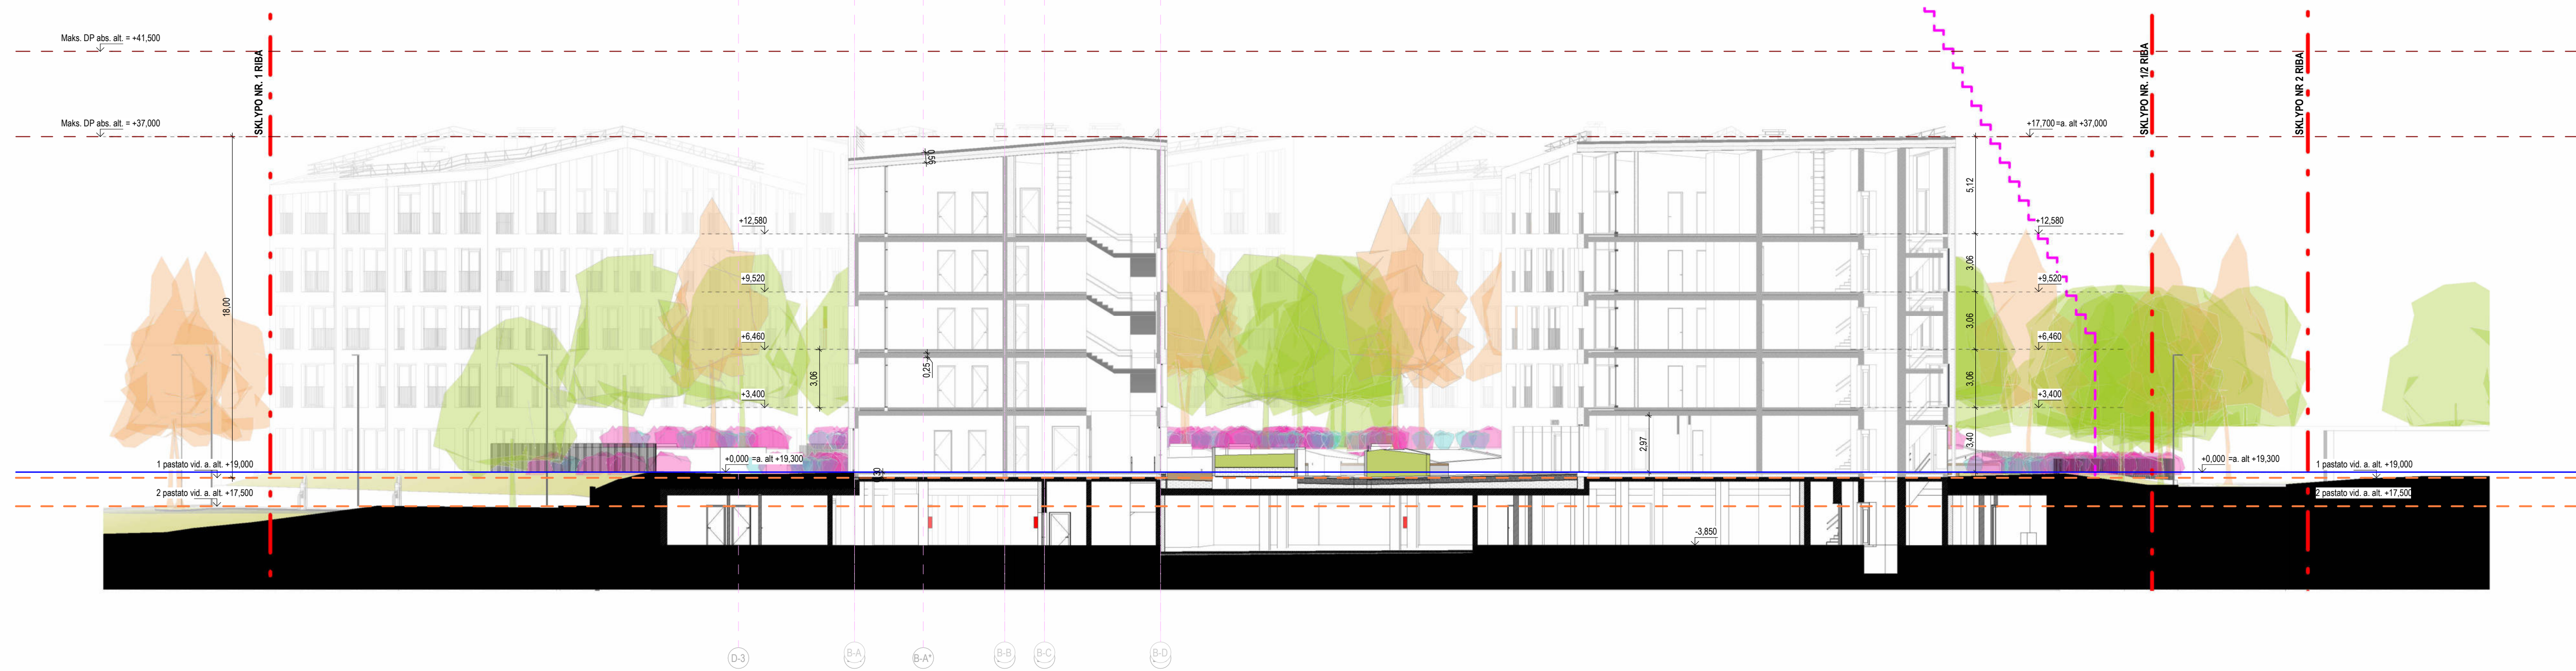 Maks. DP abs. alt. = +41,500
Maks. DP abs. alt. = +37,000
SKLYPO NR. 1 RIBA
SKLYPO NR. 1/2 RIBA
SKLYPO NR 2 RIBA
+17,700 =a. alt +37,000
0,56
5,12
18,00
+12,580
+12,580
3,06
+9,520
+9,520
3,06
+6,460
+6,460
3,06
0,25
3,06
+3,400
+3,400
2,97
3,40
1 pastato vid. a. alt. +19,000
+0,000 =a. alt +19,300
0,30
+0,000 =a. alt +19,300
1 pastato vid. a. alt. +19,000
2 pastato vid. a. alt. +17,500
2 pastato vid. a. alt. +17,500
-3,850
D-3
B-A
B-A*
B-B
B-C
B-D